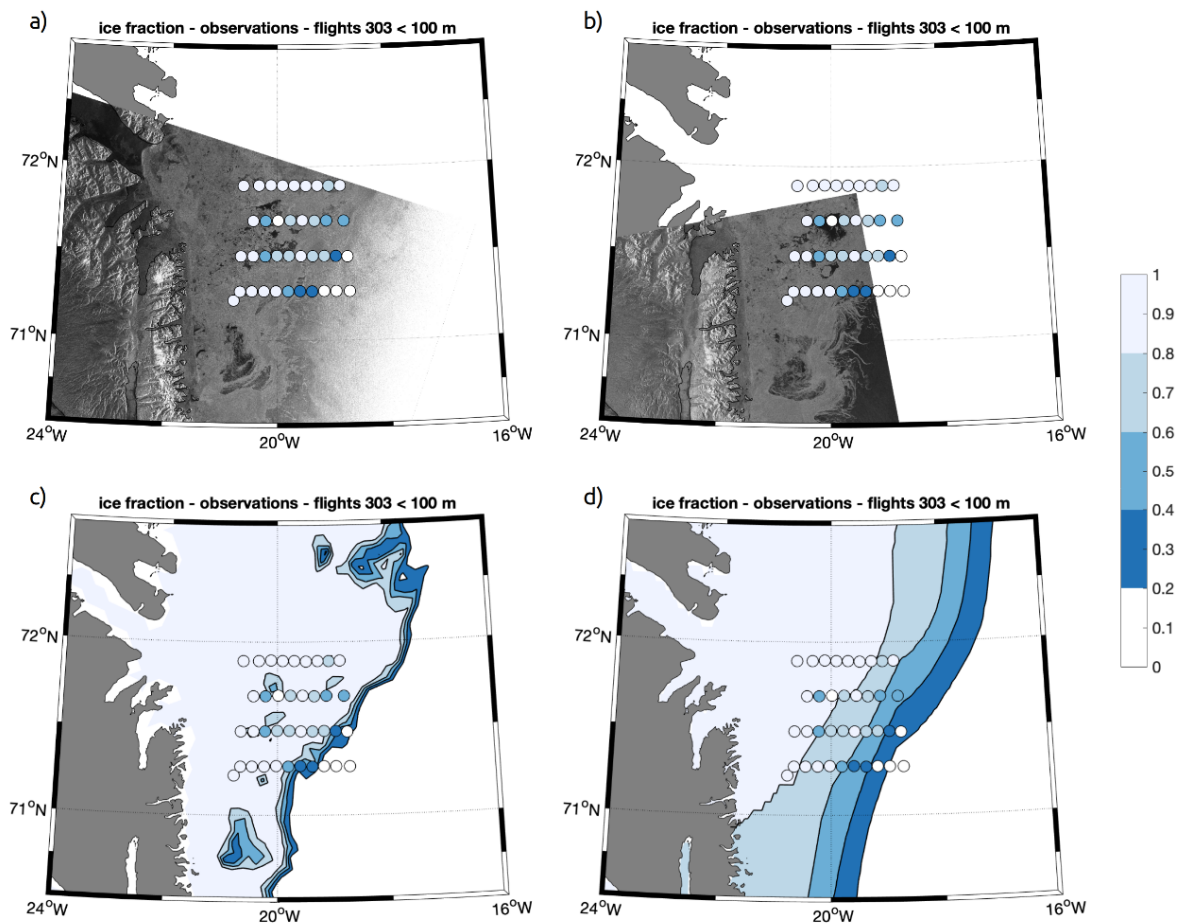 a)
ice fraction - observations - flights 303 < 100 m
72°N
71°N
24°W
20°W
16°W
b)
ice fraction - observations - flights 303 < 100 m
72°N
71°N
24°W
20°W
16°W
c)
ice fraction - observations - flights 303 < 100 m
72°N
71°N
24°W
20°W
16°W
d)
ice fraction - observations - flights 303 < 100 m
72°N
71°N
24°W
20°W
16°W
1
0.9
0.8
0.7
0.6
0.5
0.4
0.3
0.2
0.1
0